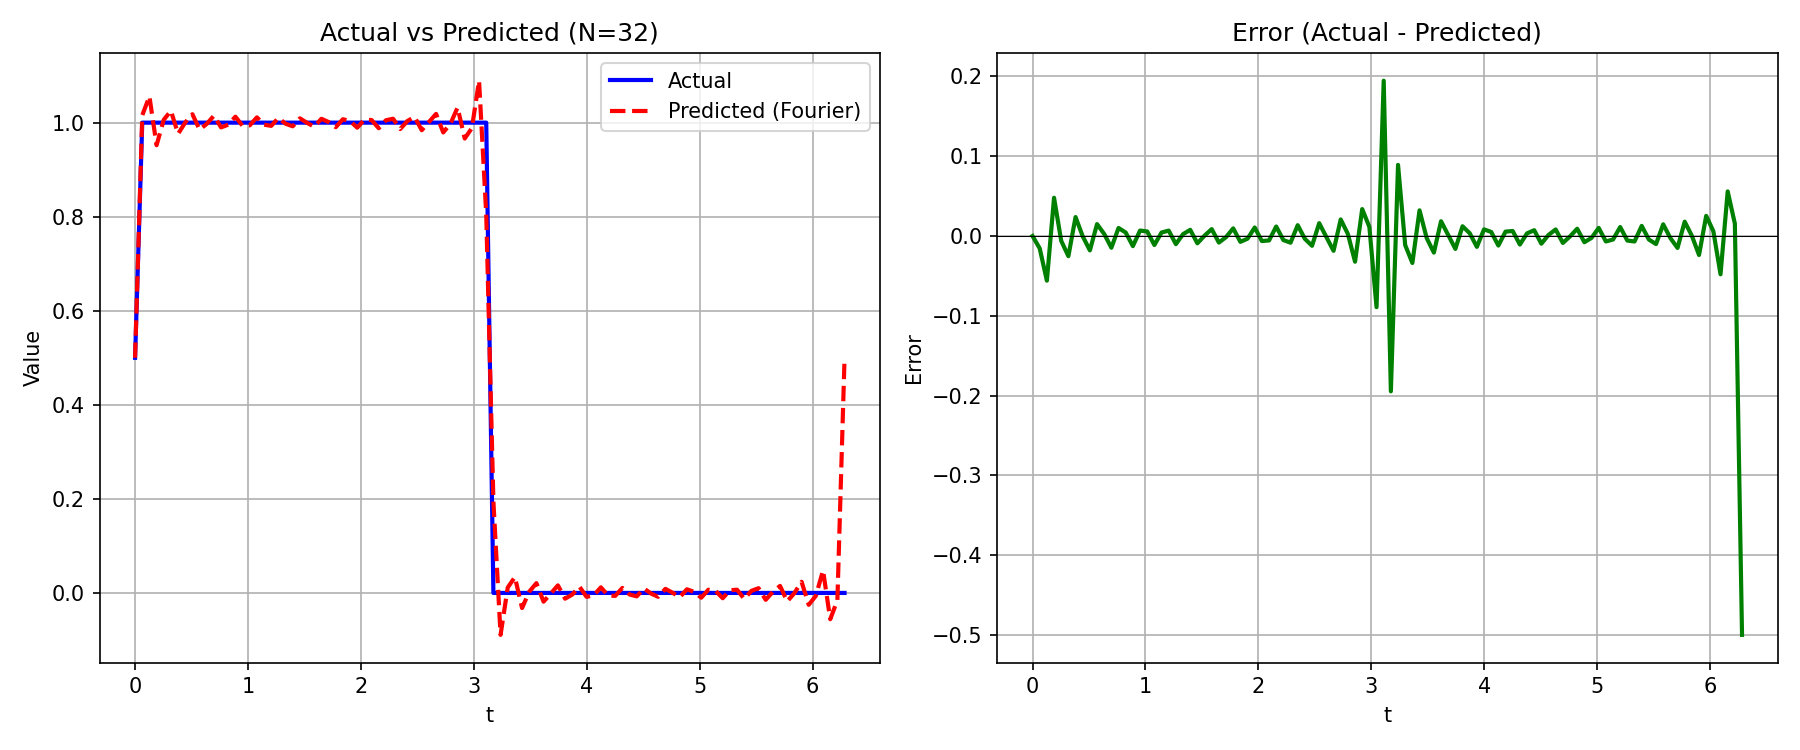 Actual vs Predicted (N=32)
Actual
Predicted (Fourier)
1.0
0.8
0.6
0.4
0.2
0.0
Value
0 1 2 3 4 5 6
t
Error (Actual - Predicted)
0.2
0.1
0.0
−0.1
−0.2
−0.3
−0.4
−0.5
Error
0 1 2 3 4 5 6
t